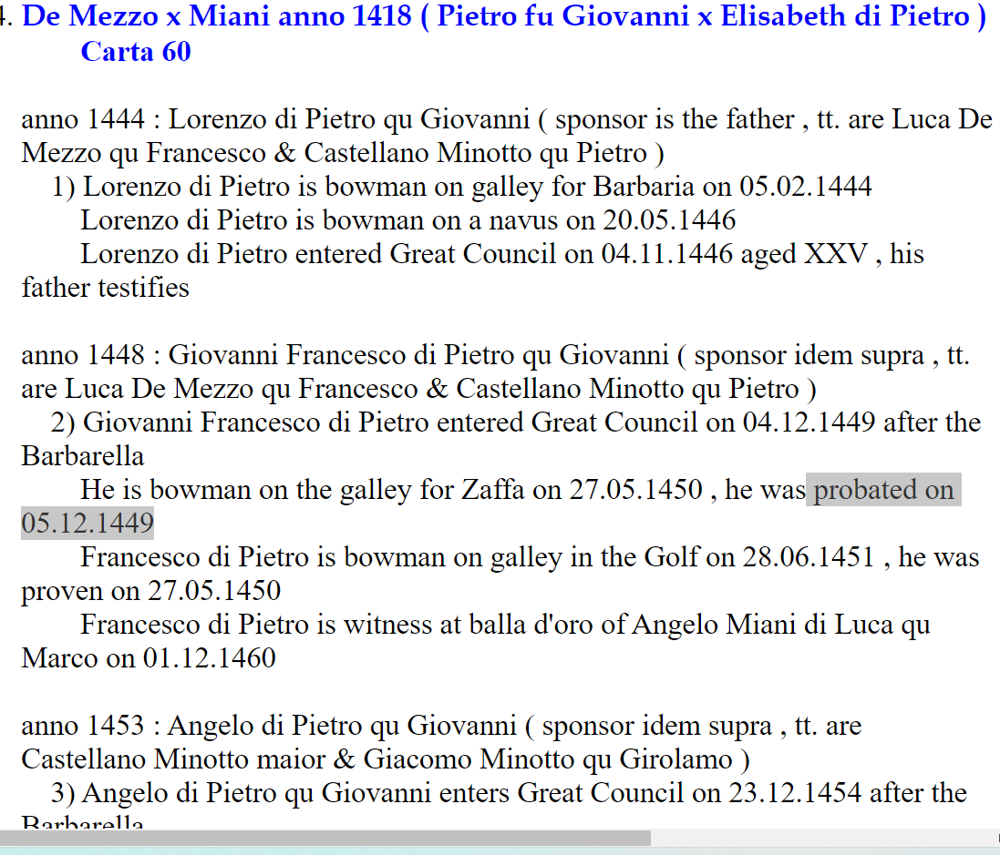 4. De Mezzo x Miani anno 1418 ( Pietro fu Giovanni x Elisabeth di Pietro )
Carta 60
anno 1444 : Lorenzo di Pietro qu Giovanni ( sponsor is the father , tt. are Luca De
Mezzo qu Francesco & Castellano Minotto qu Pietro )
1) Lorenzo di Pietro is bowman on galley for Barbaria on 05.02.1444
Lorenzo di Pietro is bowman on a navus on 20.05.1446
Lorenzo di Pietro entered Great Council on 04.11.1446 aged XXV , his
father testifies
anno 1448 : Giovanni Francesco di Pietro qu Giovanni ( sponsor idem supra , tt.
are Luca De Mezzo qu Francesco & Castellano Minotto qu Pietro )
2) Giovanni Francesco di Pietro entered Great Council on 04.12.1449 after the
Barbarella
He is bowman on the galley for Zaffa on 27.05.1450 , he was probated on
05.12.1449
Francesco di Pietro is bowman on galley in the Golf on 28.06.1451 , he was
proven on 27.05.1450
Francesco di Pietro is witness at balla d'oro of Angelo Miani di Luca qu
Marco on 01.12.1460
anno 1453 : Angelo di Pietro qu Giovanni ( sponsor idem supra , tt. are
Castellano Minotto maior & Giacomo Minotto qu Girolamo )
3) Angelo di Pietro qu Giovanni enters Great Council on 23.12.1454 after the
Barbarella